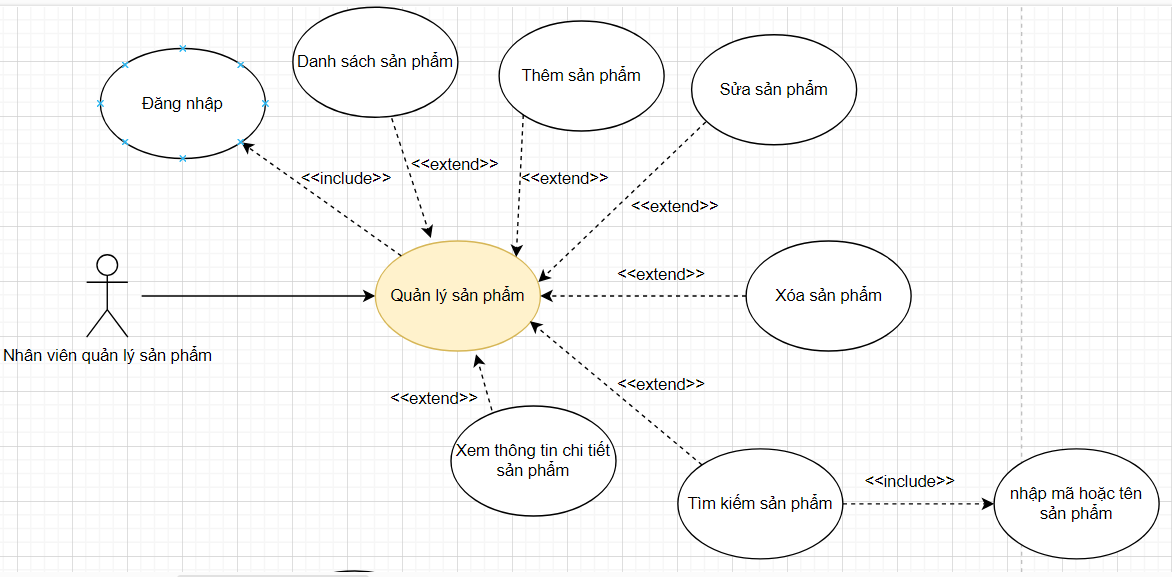 Danh sách sản phẩm
Thêm sản phẩm
Sửa sản phẩm
Đăng nhập
<<extend>>
<<include>>
<<extend>>
<<extend>>
<<extend>>
Quản lý sản phẩm
Xóa sản phẩm
Nhân viên quản lý sản phẩm
<<extend>>
<<extend>>
Xem thông tin chi tiết
sản phẩm
<<include>>
Tìm kiếm sản phẩm
nhập mã hoặc tên
sản phẩm